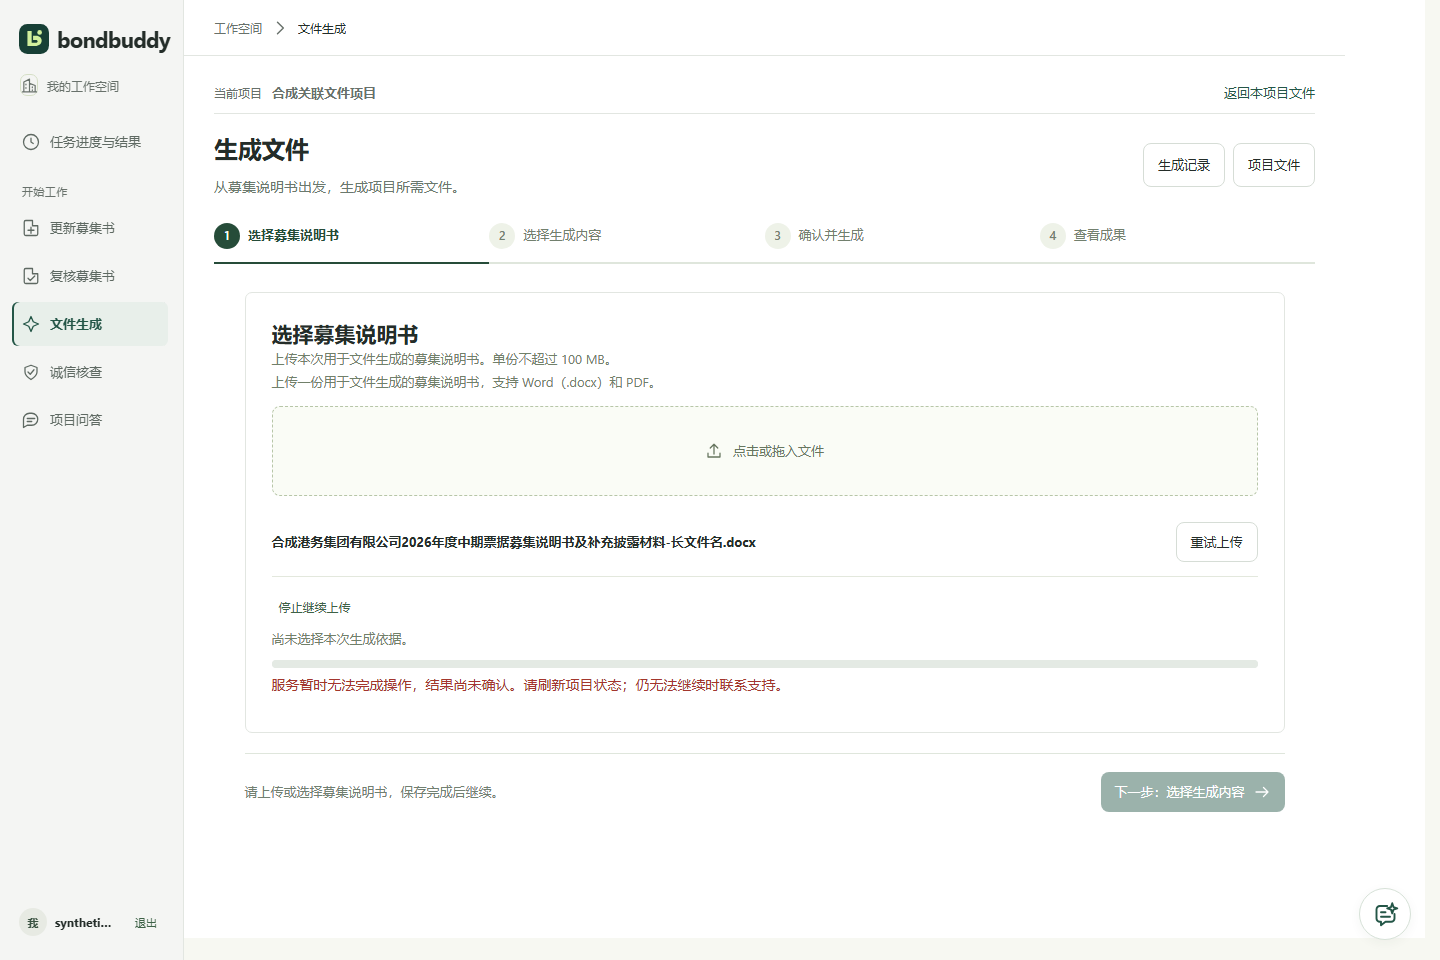 bondbuddy
我的工作空间
任务进度与结果
开始工作
更新募集书
复核募集书
文件生成
诚信核查
项目问答
我 syntheti... 退出
工作空间 文件生成
当前项目 合成关联文件项目 返回本项目文件
生成文件
从募集说明书出发，生成项目所需文件。
生成记录 项目文件
1 选择募集说明书 2 选择生成内容 3 确认并生成 4 查看成果
选择募集说明书
上传本次用于文件生成的募集说明书。单份不超过 100 MB。
上传一份用于文件生成的募集说明书，支持 Word（.docx）和 PDF。
点击或拖入文件
合成港务集团有限公司2026年度中期票据募集说明书及补充披露材料-长文件名.docx 重试上传
停止继续上传
尚未选择本次生成依据。
服务暂时无法完成操作，结果尚未确认。请刷新项目状态；仍无法继续时联系支持。
请上传或选择募集说明书，保存完成后继续。 下一步：选择生成内容